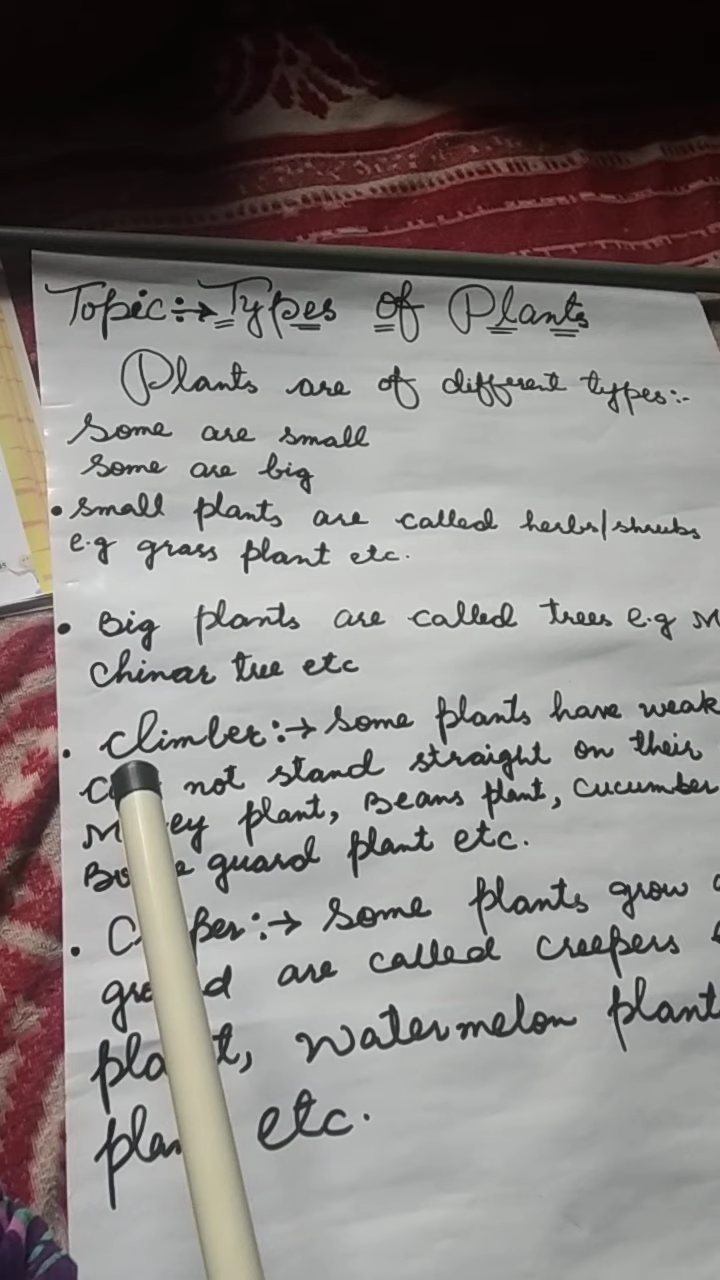 Topic:→ Types of Plants
Plants are of different types:-
Some are small
Some are big
• Small plants are called herbs/shrubs
e.g grass plant etc.
• Big plants are called trees e.g M
Chinar tree etc
• Climber:→ Some plants have weak
not stand straight on their
plant, Beans plant, Cucumber
guard plant etc.
• :→ Some plants grow
are called creepers
watermelon plant
etc.